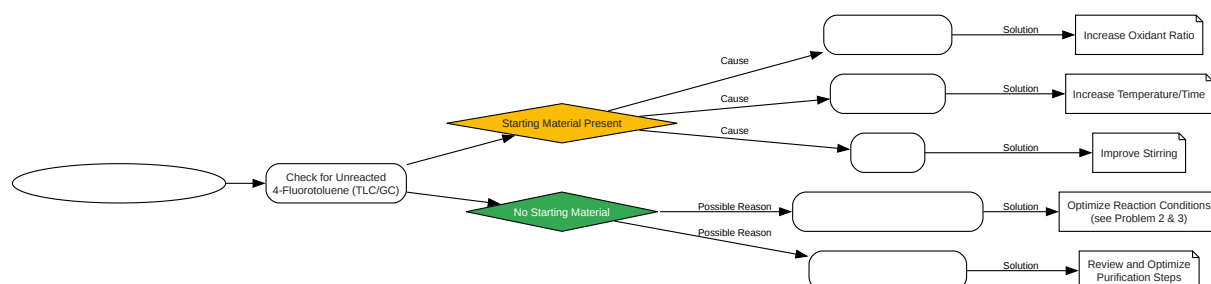 Solution
Increase Oxidant Ratio
Cause
Cause
Solution
Increase Temperature/Time
Starting Material Present
Cause
Solution
Improve Stirring
Check for Unreacted
4-Fluorotoluene (TLC/GC)
No Starting Material
Possible Reason
Solution
Optimize Reaction Conditions
(see Problem 2 & 3)
Possible Reason
Solution
Review and Optimize
Purification Steps